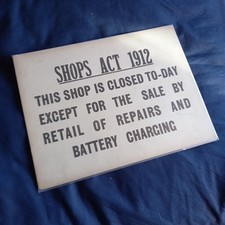 SHOPS ACT 1912
THIS SHOP IS CLOSED TO-DAY
EXCEPT FOR THE SALE BY
RETAIL OF REPAIRS AND
BATTERY CHARGING